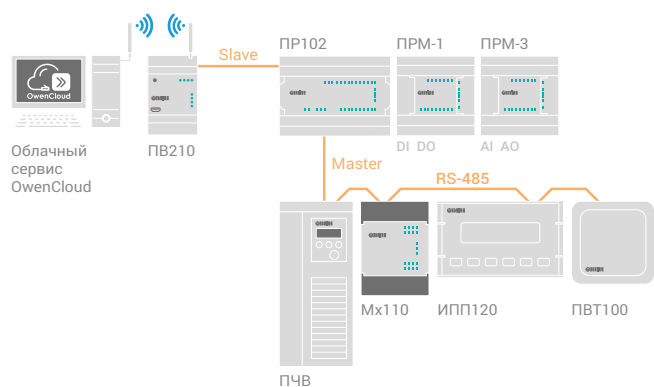 ПР102
ПРМ-1
ПРМ-3
Slave
OwenCloud
Облачный
сервис
OwenCloud
ПВ210
DI DO
AI AO
Master
RS-485
Мх110
ИПП120
ПВТ100
ПЧВ